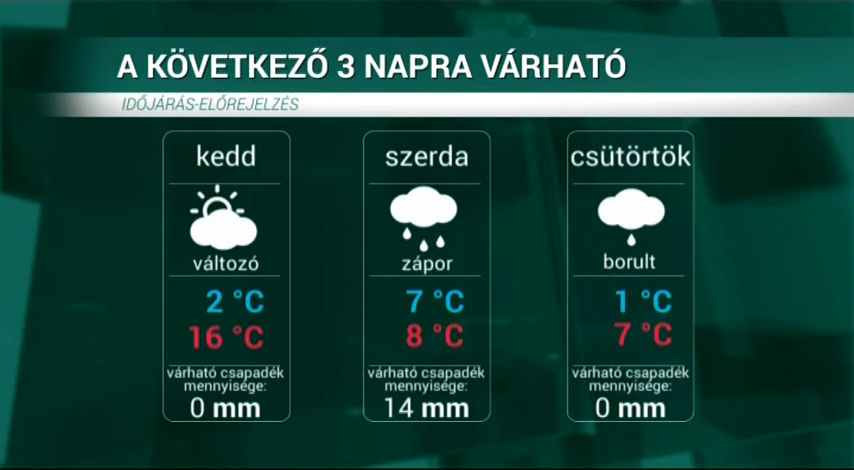 A KÖVETKEZŐ 3 NAPRA VÁRHATÓ
IDŐJÁRÁS-ELŐREJELZÉS
kedd
változó
2 °C
16 °C
várható csapadék
mennyisége:
0 mm
szerda
zápor
7 °C
8 °C
várható csapadék
mennyisége:
14 mm
csütörtök
borult
1 °C
7 °C
várható csapadék
mennyisége:
0 mm